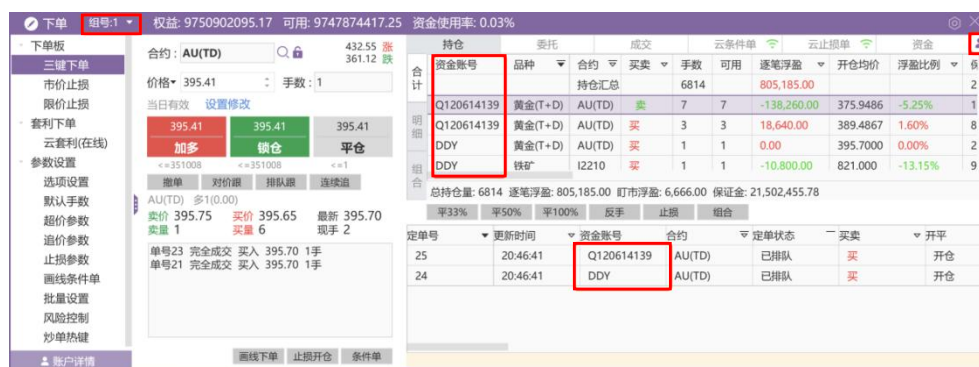 下单 组号:1 权益: 9750902095.17 可用: 9747874417.25 资金使用率: 0.03%
下单板
三键下单
市价止损
限价止损
套利下单
云套利(在线)
参数设置
选项设置
默认手数
超价参数
追价参数
止损参数
画线条件单
批量设置
风险控制
炒单热键
账户详情
合约: AU(TD) 432.55 涨
361.12 跌
价格 395.41 手数: 1
当日有效 设置修改
395.41 395.41 395.41
加多 锁仓 平仓
<=351008 <=351008 <=1
撤单 对价跟 排队跟 连续追
AU(TD) 多1(0.00)
卖价 395.75 买价 395.65 最新 395.70
卖量 1 买量 6 现手 2
单号23 完全成交 买入 395.70 1手
单号21 完全成交 买入 395.70 1手
画线下单 止损开仓 条件单
持仓 委托 成交 云条件单 云止损单 资金
合计
明细
组合
资金账号 品种 合约 买卖 手数 可用 逐笔浮盈 开仓均价 浮盈比例
持仓汇总 6814 805,185.00 2
Q120614139 黄金(T+D) AU(TD) 卖 7 7 -138,260.00 375.9486 -5.25% 1
Q120614139 黄金(T+D) AU(TD) 买 3 3 18,640.00 389.4867 1.60% 8
DDY 黄金(T+D) AU(TD) 买 1 1 0.00 395.7000 0.00% 2
DDY 铁矿 I2210 买 1 1 -10.800.00 821.000 -13.15% 9
总持仓量: 6814 逐笔浮盈: 805,185.00 盯市浮盈: 6,666.00 保证金: 21,502,455.78
平33% 平50% 平100% 反手 止损 组合
定单号 更新时间 资金账号 合约 定单状态 买卖 开平
25 20:46:41 Q120614139 AU(TD) 已排队 买 开仓
24 20:46:41 DDY AU(TD) 已排队 买 开仓